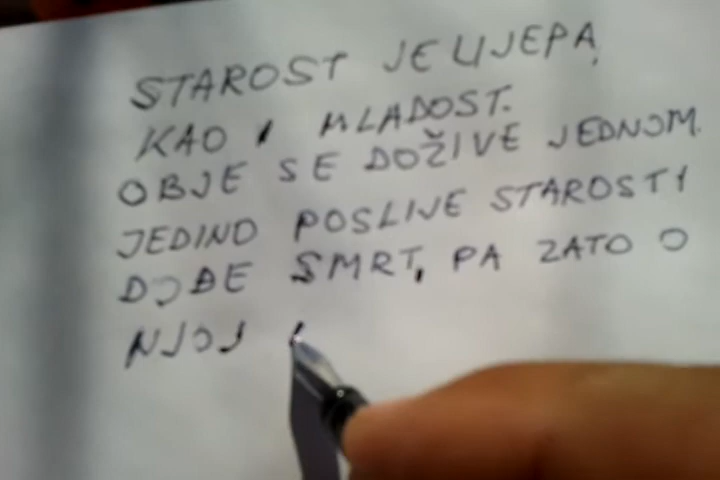 STAROST JE LIJEPA,
KAO I MLADOST.
OBJE SE DOŽIVE JEDNOM.
JEDINO POSLIJE STAROSTI
DOĐE SMRT, PA ZATO O
NJOJ